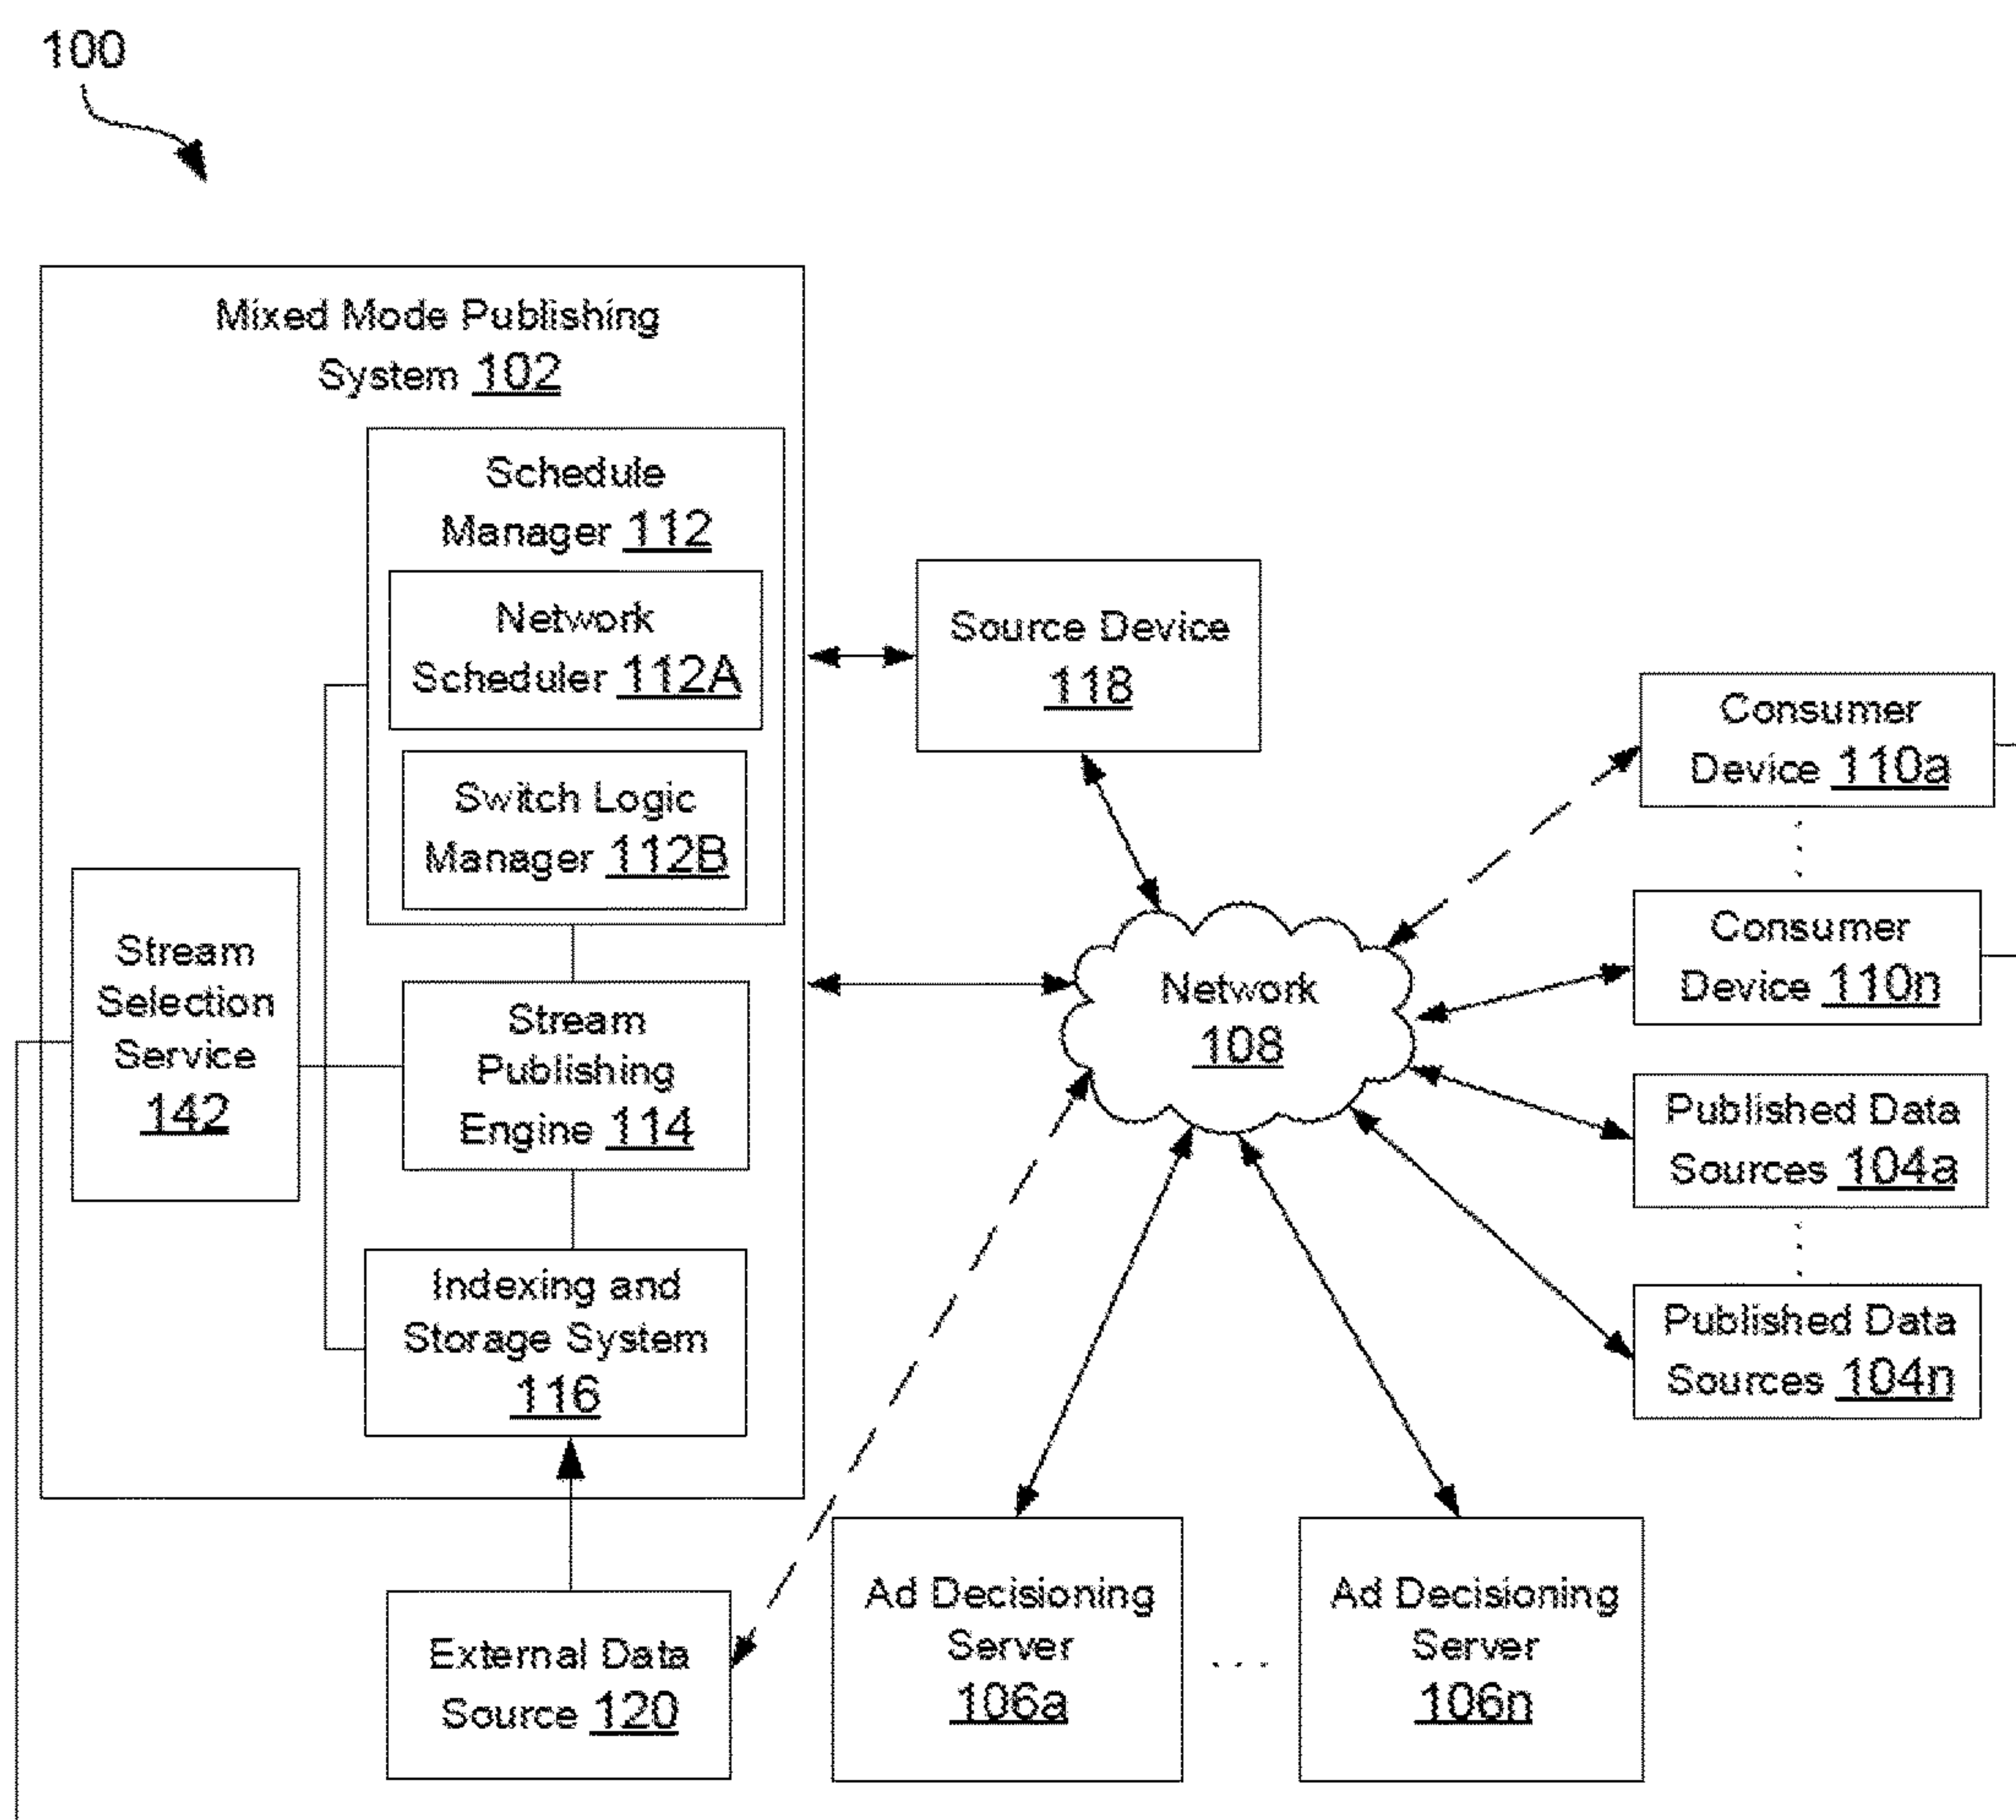 100
Mixed Mode Publishing
System 102
Schedule
Manager 112
Network
Scheduler 112A
Switch Logic
Manager 112B
Stream
Selection
Service
142
Stream
Publishing
Engine 114
Indexing and
Storage System
116
External Data
Source 120
Source Device
118
Network
108
Consumer
Device 110a
Consumer
Device 110n
Published Data
Sources 104a
Published Data
Sources 104n
Ad Decisioning
Server
106a
Ad Decisioning
Server
106n